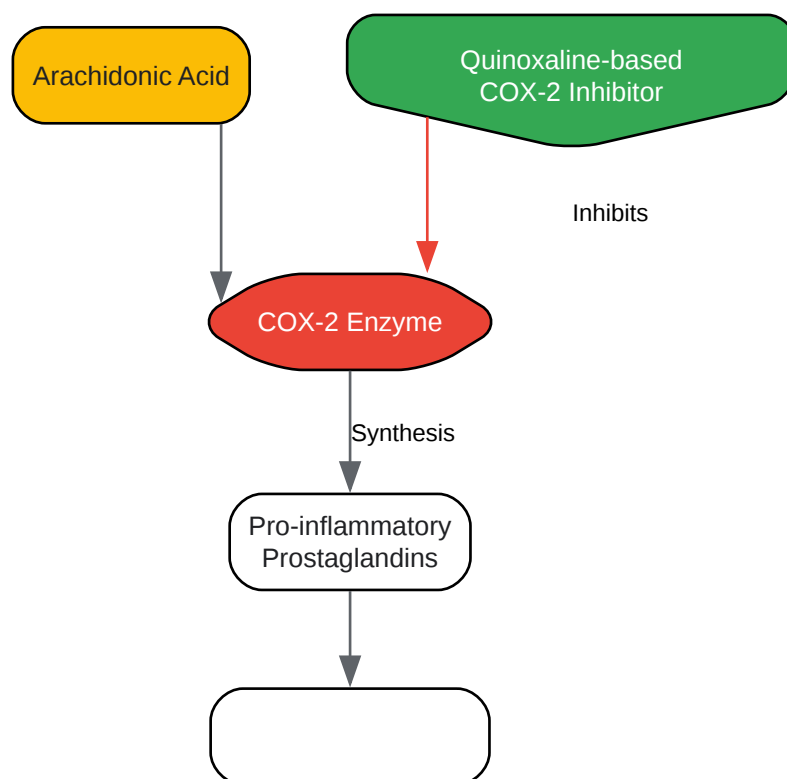 Arachidonic Acid
Quinoxaline-based
COX-2 Inhibitor
Inhibits
COX-2 Enzyme
Synthesis
Pro-inflammatory
Prostaglandins